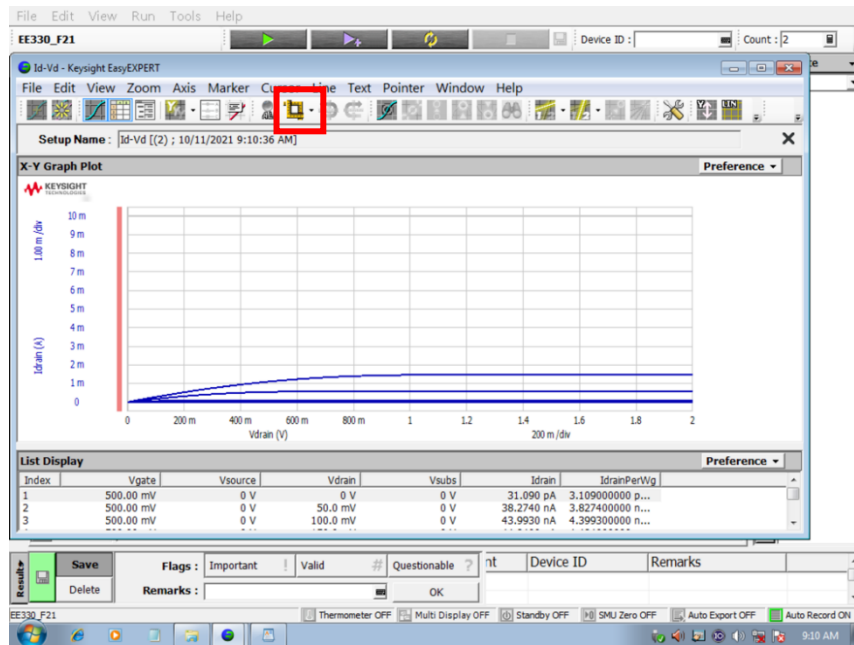 File Edit View Run Tools Help
EE330_F21 Device ID : Count : 2
Id-Vd - Keysight EasyEXPERT
File Edit View Zoom Axis Marker Cursor Line Text Pointer Window Help
Setup Name : Id-Vd [(2) ; 10/11/2021 9:10:36 AM]
X-Y Graph Plot Preference
KEYSIGHT
TECHNOLOGIES
1.00 m /div
Idrain (A)
10 m
9 m
8 m
7 m
6 m
5 m
4 m
3 m
2 m
1 m
0
0 200 m 400 m 600 m 800 m 1 1.2 1.4 1.6 1.8 2
Vdrain (V) 200 m /div
List Display Preference
Index Vgate Vsource Vdrain Vsubs Idrain IdrainPerWg
1 500.00 mV 0 V 0 V 0 V 31.090 pA 3.109000000 p...
2 500.00 mV 0 V 50.0 mV 0 V 38.2740 nA 3.827400000 n...
3 500.00 mV 0 V 100.0 mV 0 V 43.9930 nA 4.399300000 n...
Results
Save Flags : Important ! Valid # Questionable ? nt Device ID Remarks
Delete Remarks : OK
EE330_F21 Thermometer OFF Multi Display OFF Standby OFF SMU Zero OFF Auto Export OFF Auto Record ON
9:10 AM